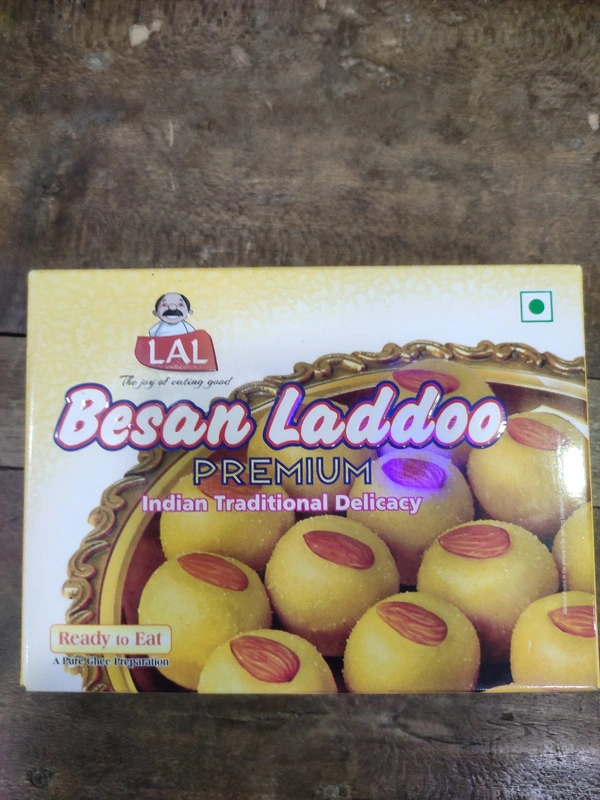 LAL
The joy of eating good
Besan Laddoo
PREMIUM
Indian Traditional Delicacy
Ready to Eat
A Pure Ghee Preparation